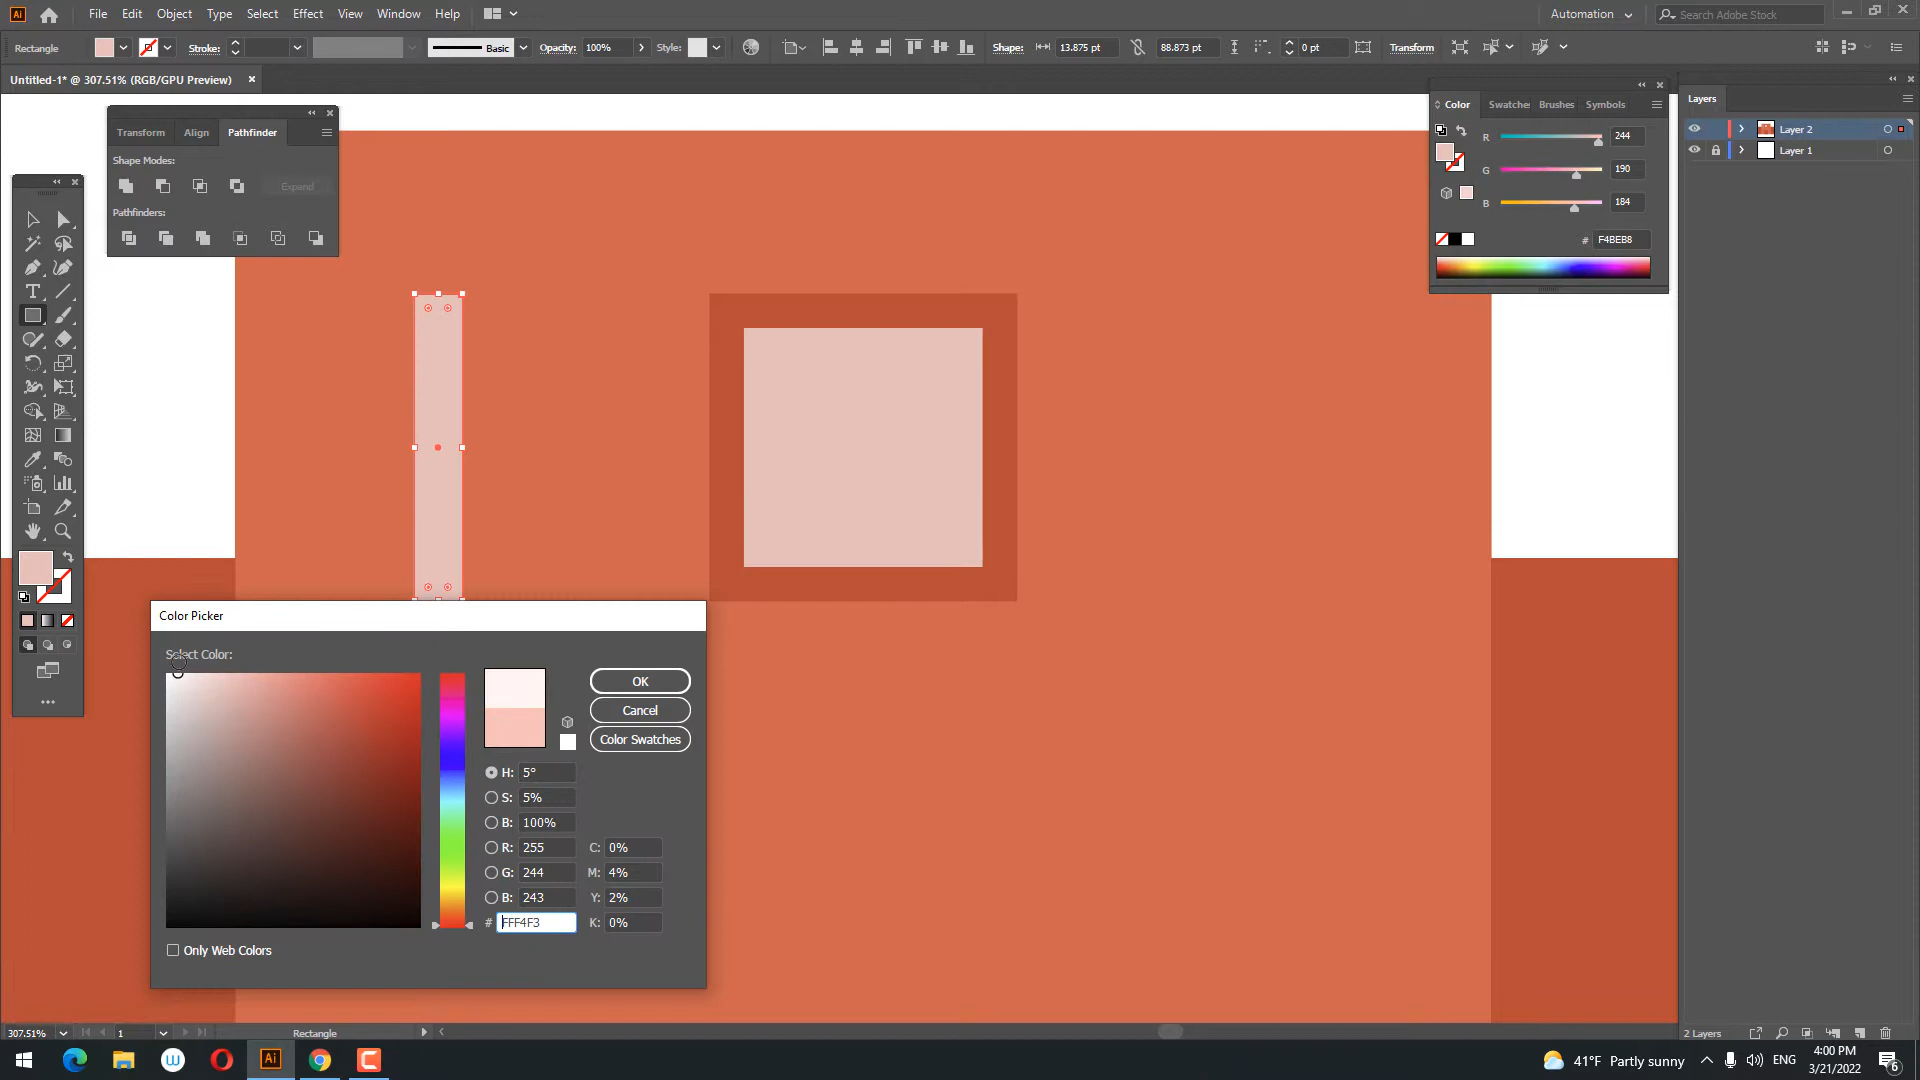 Ai File Edit Object Type Select Effect View Window Help Automation Search Adobe Stock
Rectangle Stroke: Basic Opacity: 100% Style: Shape: 13.875 pt 88.873 pt 0 pt Transform
Untitled-1* @ 307.51% (RGB/GPU Preview)
Transform Align Pathfinder
Shape Modes:
Expand
Pathfinders:
Color Swatches Brushes Symbols
R 244
G 190
B 184
# F4BEB8
Layers
Layer 2
Layer 1
Color Picker
Select Color:
OK
Cancel
Color Swatches
H: 5°
S: 5%
B: 100%
R: 255 C: 0%
G: 244 M: 4%
B: 243 Y: 2%
# FFF4F3 K: 0%
Only Web Colors
307.51% 1 Rectangle
2 Layers
Ai 41°F Partly sunny ENG 4:00 PM
3/21/2022
6